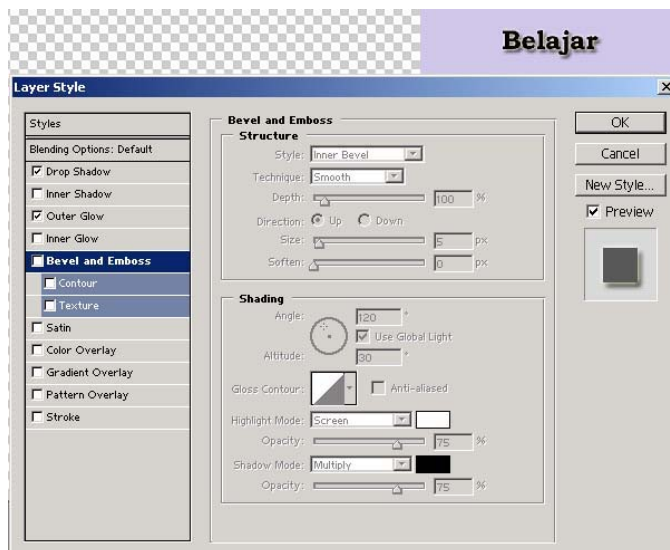 Belajar
Layer Style
Styles
Blending Options: Default
Drop Shadow
Inner Shadow
Outer Glow
Inner Glow
Bevel and Emboss
Contour
Texture
Satin
Color Overlay
Gradient Overlay
Pattern Overlay
Stroke
Bevel and Emboss
Structure
Style: Inner Bevel
Technique: Smooth
Depth: 100 %
Direction: Up Down
Size: 5 px
Soften: 0 px
Shading
Angle: 120 °
Use Global Light
Altitude: 30 °
Gloss Contour: Anti-aliased
Highlight Mode: Screen
Opacity: 75 %
Shadow Mode: Multiply
Opacity: 75 %
OK
Cancel
New Style...
Preview